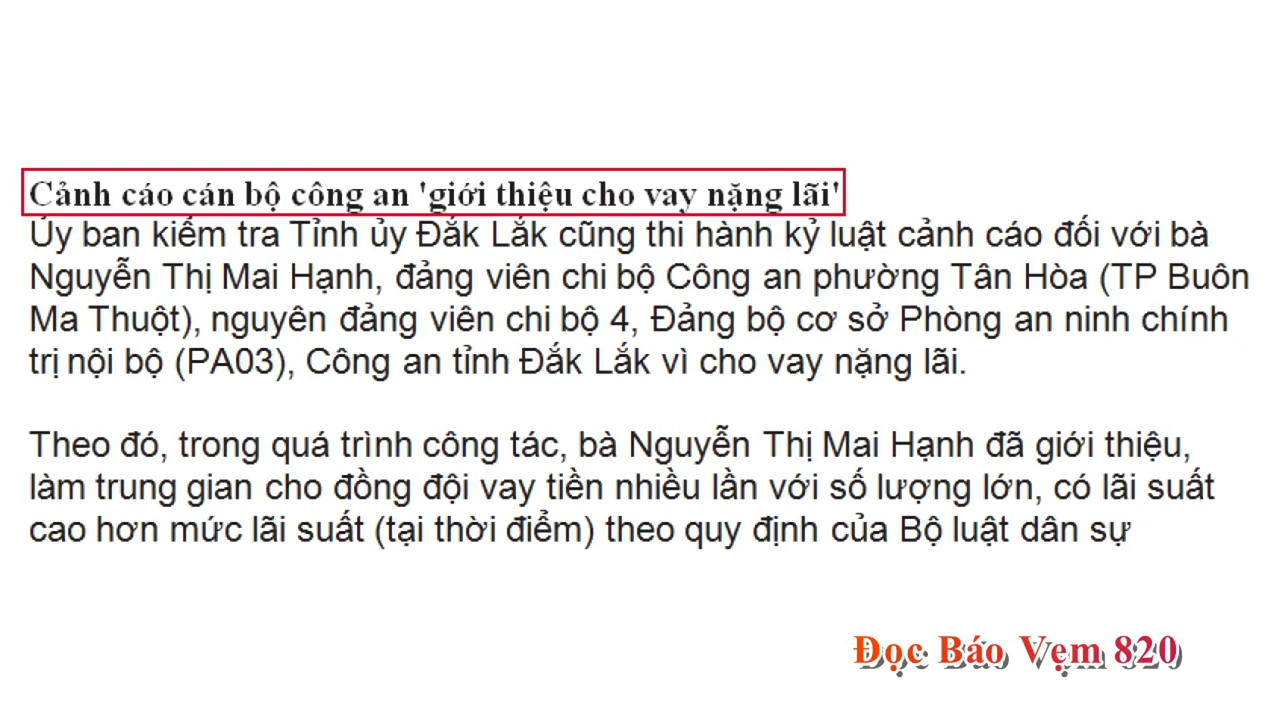 Cảnh cáo cán bộ công an 'giới thiệu cho vay nặng lãi'
Ủy ban kiểm tra Tỉnh ủy Đắk Lắk cũng thi hành kỷ luật cảnh cáo đối với bà
Nguyễn Thị Mai Hạnh, đảng viên chi bộ Công an phường Tân Hòa (TP Buôn
Ma Thuột), nguyên đảng viên chi bộ 4, Đảng bộ cơ sở Phòng an ninh chính
trị nội bộ (PA03), Công an tỉnh Đắk Lắk vì cho vay nặng lãi.
Theo đó, trong quá trình công tác, bà Nguyễn Thị Mai Hạnh đã giới thiệu,
làm trung gian cho đồng đội vay tiền nhiều lần với số lượng lớn, có lãi suất
cao hơn mức lãi suất (tại thời điểm) theo quy định của Bộ luật dân sự
Đọc Báo Vẹm 820